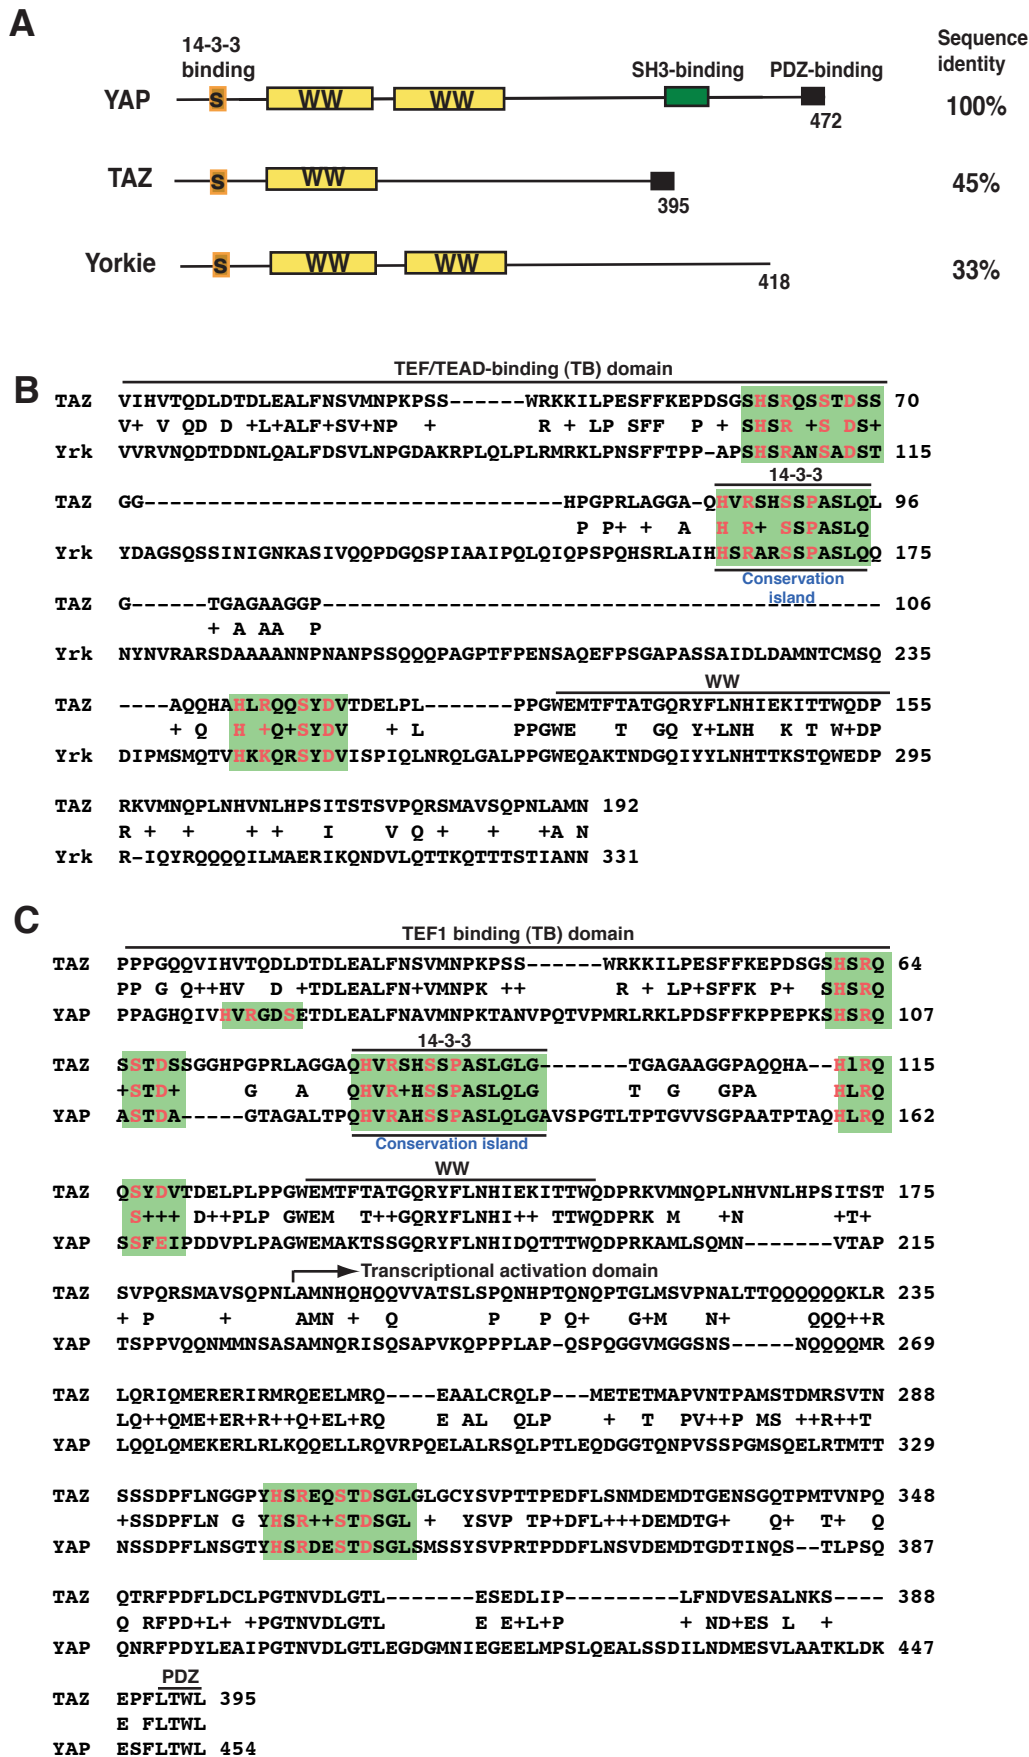 A
14-3-3
binding
SH3-binding
PDZ-binding
Sequence
identity
YAP
S
WW
WW
472
100%
TAZ
S
WW
395
45%
Yorkie
S
WW
WW
418
33%
B
TEF/TEAD-binding (TB) domain
TAZ VIHVTQDLDTDLEALFNSVMNPKPSS------WRKKILPESFFKEPDSGSHSRQSSTDSS 70
V+ V QD D +L+ALF+SV+NP + R + LP SFF P + SHSR +S DS+
Yrk VVRVNQDTDDNLQALFDSVLNPGDAKRPLQLPLRMRKLPNSFFTPP-APSHSRANSADST 115
14-3-3
TAZ GG---------------------------------HPGPRLAGGA-QHVRSHSSPASLQL 96
P P+ + A H R+ SSPASLQ
Yrk YDAGSQSSINIGNKASIVQQPDGQSPIAAIPQLQIQPSPQHSRLAIHHSRARSSPASLQQ 175
Conservation
island
TAZ G------TGAGAAGGP-------------------------------------------- 106
+ A AA P
Yrk NYNVRARSDAAAANNPNANPSSQQQPAGPTFPENSAQEFPSGAPASSAIDLDAMNTCMSQ 235
WW
TAZ ----AQQHAHLRQQSYDVTDELPL-------PPGWEMTFTATGQRYFLNHIEKITTWQDP 155
+ Q H +Q+SYDV + L PPGWE T GQ Y+LNH K T W+DP
Yrk DIPMSMQTVHKKQRSYDVISPIQLNRQLGALPPGWEQAKTNDGQIYYLNHTTKSTQWEDP 295
TAZ RKVMNQPLNHVNLHPSITSTSVPQRSMAVSQPNLAMN 192
R + + + + I V Q + + +A N
Yrk R-IQYRQQQQILMAERIKQNDVLQTTKQTTTSTIANN 331
C
TEF1 binding (TB) domain
TAZ PPPGQQVIHVTQDLDTDLEALFNSVMNPKPSS------WRKKILPESFFKEPDSGSHSRQ 64
PP G Q++HV D +TDLEALFN+VMNPK ++ R + LP+SFFK P+ SHSRQ
YAP PPAGHQIVHVRGDSETDLEALFNAVMNPKTANVPQTVPMRLRKLPDSFFKPPEPKSHSRQ 107
14-3-3
TAZ SSTDSSGGHPGPRLAGGAQHVRSHSSPASLGLG-------TGAGAAGGPAQQHA--HlRQ 115
+STD+ G A QHVR+HSSPASLQLG T G GPA HLRQ
YAP ASTDA-----GTAGALTPQHVRAHSSPASLQLGAVSPGTLTPTGVVSGPAATPTAQHLRQ 162
Conservation island
WW
TAZ QSYDVTDELPLPPGWEMTFTATGQRYFLNHIEKITTWQDPRKVMNQPLNHVNLHPSITST 175
S+++ D++PLP GWEM T++GQRYFLNHI++ TTWQDPRK M +N +T+
YAP SSFEIPDDVPLPAGWEMAKTSSGQRYFLNHIDQTTTWQDPRKAMLSQMN-------VTAP 215
Transcriptional activation domain
TAZ SVPQRSMAVSQPNLAMNHQHQQVVATSLSPQNHPTQNQPTGLMSVPNALTTQQQQQQKLR 235
+ P + AMN + Q P P Q+ G+M N+ QQQ++R
YAP TSPPVQQNMMNSASAMNQRISQSAPVKQPPPLAP-QSPQGGVMGGSNS-----NQQQQMR 269
TAZ LQRIQMERERIRMRQEELMRQ----EAALCRQLP---METETMAPVNTPAMSTDMRSVTN 288
LQ++QME+ER+R++Q+EL+RQ E AL QLP + T PV++P MS ++R++T
YAP LQQLQMEKERLRLKQQELLRQVRPQELALRSQLPTLEQDGGTQNPVSSPGMSQELRTMTT 329
TAZ SSSDPFLNGGPYHSREQSTDSGLGLGCYSVPTTPEDFLSNMDEMDTGENSGQTPMTVNPQ 348
+SSDPFLN G YHSR++STDSGL + YSVP TP+DFL+++DEMDTG+ Q+ T+ Q
YAP NSSDPFLNSGTYHSRDESTDSGLSMSSYSVPRTPDDFLNSVDEMDTGDTINQS--TLPSQ 387
TAZ QTRFPDFLDCLPGTNVDLGTL-------ESEDLIP---------LFNDVESALNKS---- 388
Q RFPD+L+ +PGTNVDLGTL E E+L+P + ND+ES L +
YAP QNRFPDYLEAIPGTNVDLGTLEGDGMNIEGEELMPSLQEALSSDILNDMESVLAATKLDK 447
PDZ
TAZ EPFLTWL 395
E FLTWL
YAP ESFLTWL 454